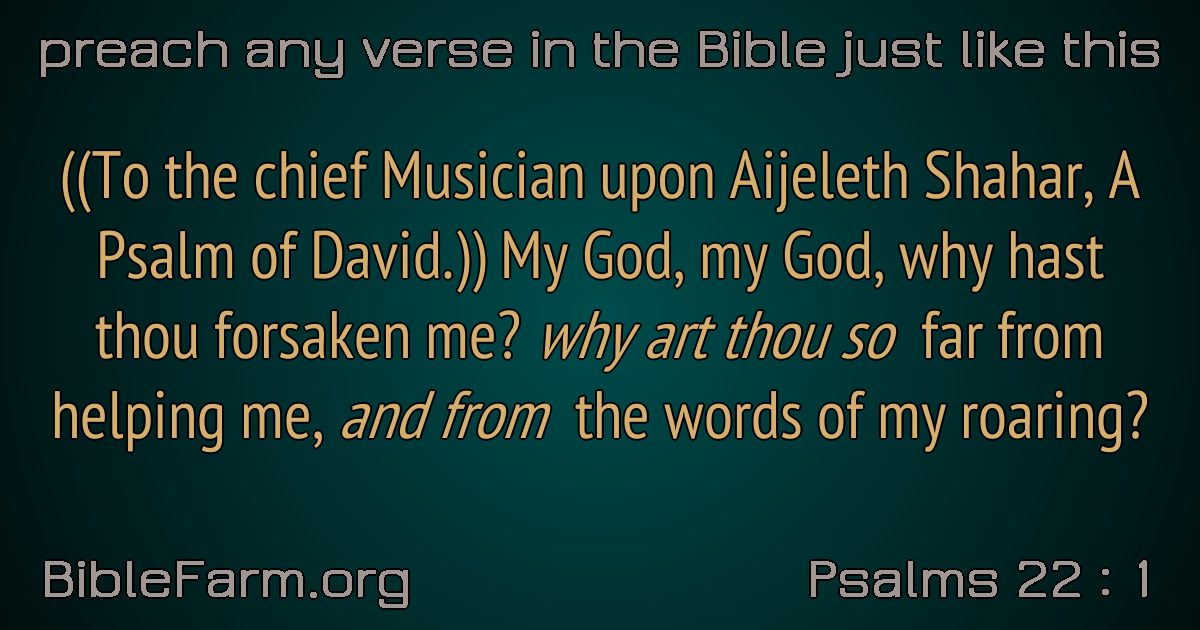 preach any verse in the Bible just like this
((To the chief Musician upon Aijeleth Shahar, A
Psalm of David.)) My God, my God, why hast
thou forsaken me? why art thou so far from
helping me, and from the words of my roaring?
BibleFarm.org
Psalms 22 : 1